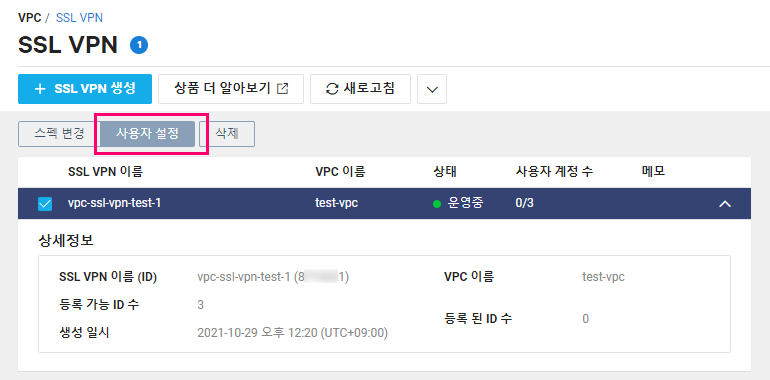 VPC / SSL VPN
SSL VPN 1
+ SSL VPN 생성 상품 더 알아보기 새로고침
스펙 변경 사용자 설정 삭제
SSL VPN 이름 VPC 이름 상태 사용자 계정 수 메모
vpc-ssl-vpn-test-1 test-vpc 운영중 0/3
상세정보
SSL VPN 이름 (ID) vpc-ssl-vpn-test-1 (8 1) VPC 이름 test-vpc
등록 가능 ID 수 3
등록 된 ID 수 0
생성 일시 2021-10-29 오후 12:20 (UTC+09:00)